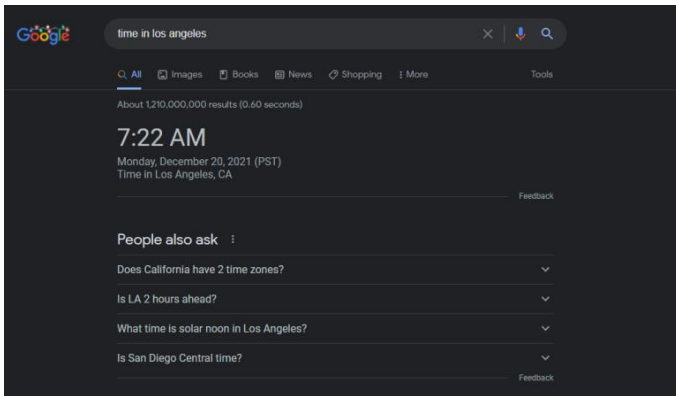 Google
time in los angeles
All Images Books News Shopping More Tools
About 1,210,000,000 results (0.60 seconds)
7:22 AM
Monday, December 20, 2021 (PST)
Time in Los Angeles, CA
Feedback
People also ask
Does California have 2 time zones?
Is LA 2 hours ahead?
What time is solar noon in Los Angeles?
Is San Diego Central time?
Feedback